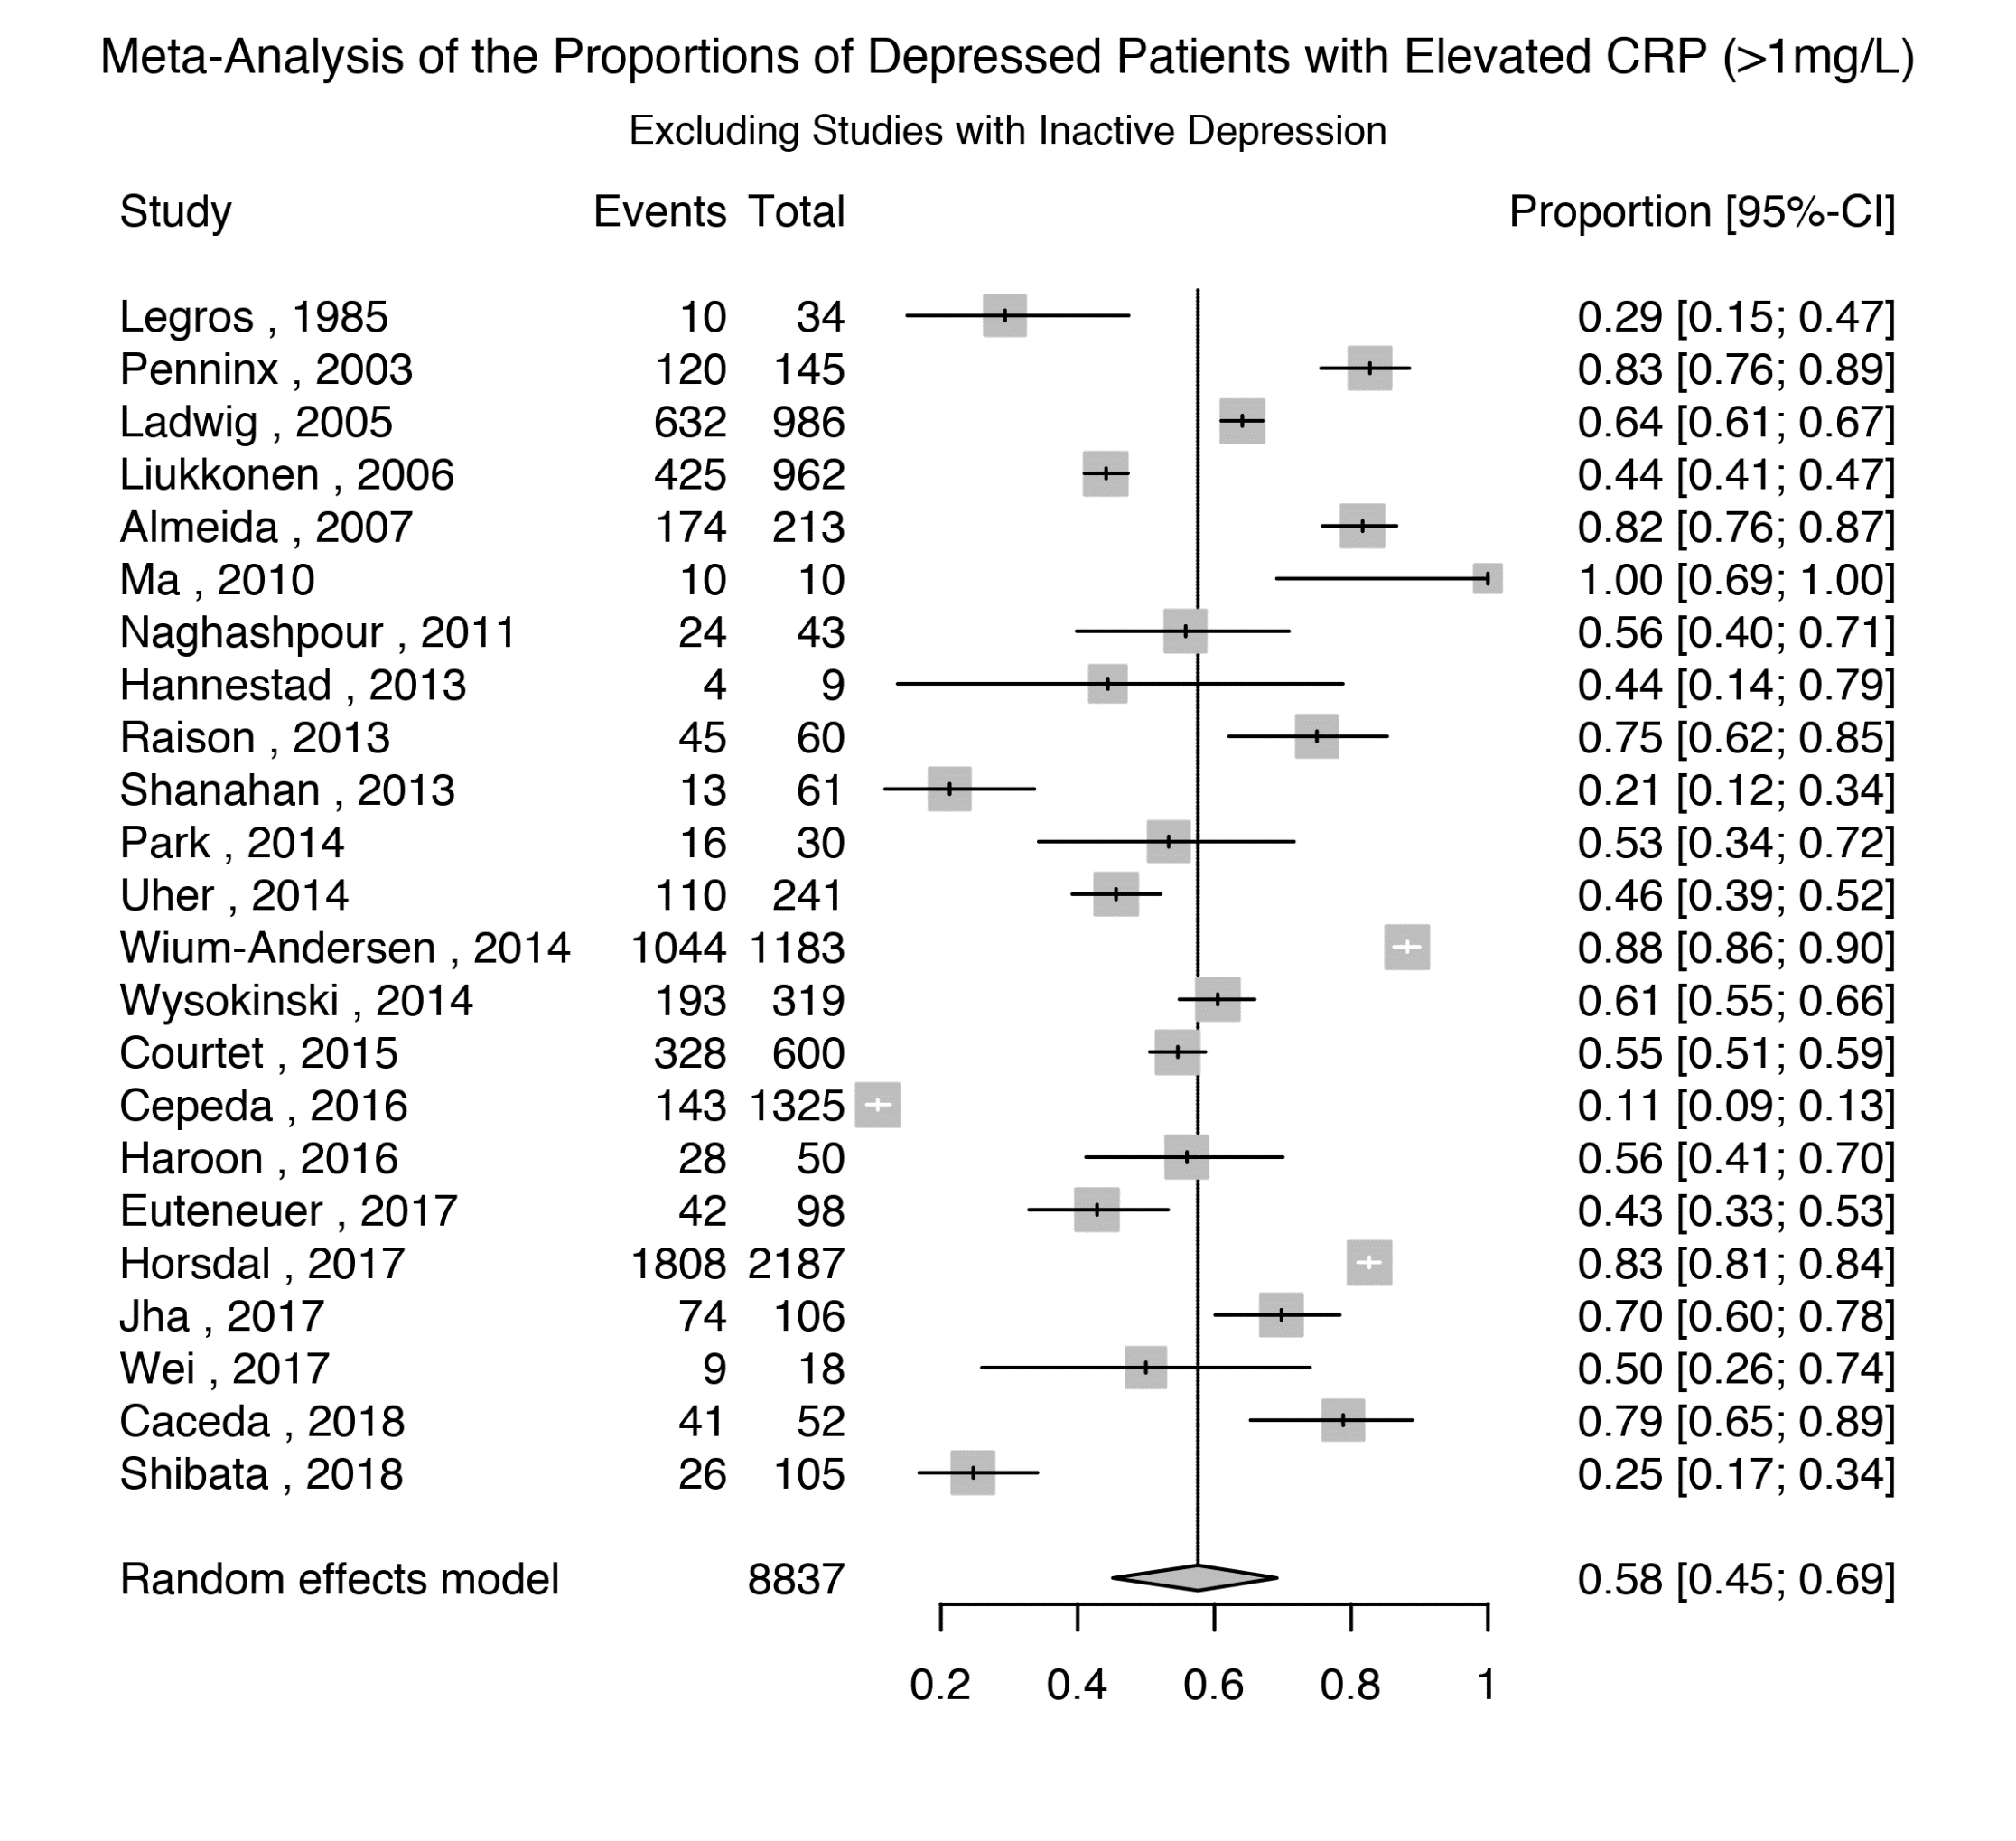 Meta-Analysis of the Proportions of Depressed Patients with Elevated CRP (>1mg/L)
Excluding Studies with Inactive Depression
Study Events Total Proportion [95%-CI]
Legros , 1985 10 34 0.29 [0.15; 0.47]
Penninx , 2003 120 145 0.83 [0.76; 0.89]
Ladwig , 2005 632 986 0.64 [0.61; 0.67]
Liukkonen , 2006 425 962 0.44 [0.41; 0.47]
Almeida , 2007 174 213 0.82 [0.76; 0.87]
Ma , 2010 10 10 1.00 [0.69; 1.00]
Naghashpour , 2011 24 43 0.56 [0.40; 0.71]
Hannestad , 2013 4 9 0.44 [0.14; 0.79]
Raison , 2013 45 60 0.75 [0.62; 0.85]
Shanahan , 2013 13 61 0.21 [0.12; 0.34]
Park , 2014 16 30 0.53 [0.34; 0.72]
Uher , 2014 110 241 0.46 [0.39; 0.52]
Wium-Andersen , 2014 1044 1183 0.88 [0.86; 0.90]
Wysokinski , 2014 193 319 0.61 [0.55; 0.66]
Courtet , 2015 328 600 0.55 [0.51; 0.59]
Cepeda , 2016 143 1325 0.11 [0.09; 0.13]
Haroon , 2016 28 50 0.56 [0.41; 0.70]
Euteneuer , 2017 42 98 0.43 [0.33; 0.53]
Horsdal , 2017 1808 2187 0.83 [0.81; 0.84]
Jha , 2017 74 106 0.70 [0.60; 0.78]
Wei , 2017 9 18 0.50 [0.26; 0.74]
Caceda , 2018 41 52 0.79 [0.65; 0.89]
Shibata , 2018 26 105 0.25 [0.17; 0.34]
Random effects model 8837 0.58 [0.45; 0.69]
0.2 0.4 0.6 0.8 1